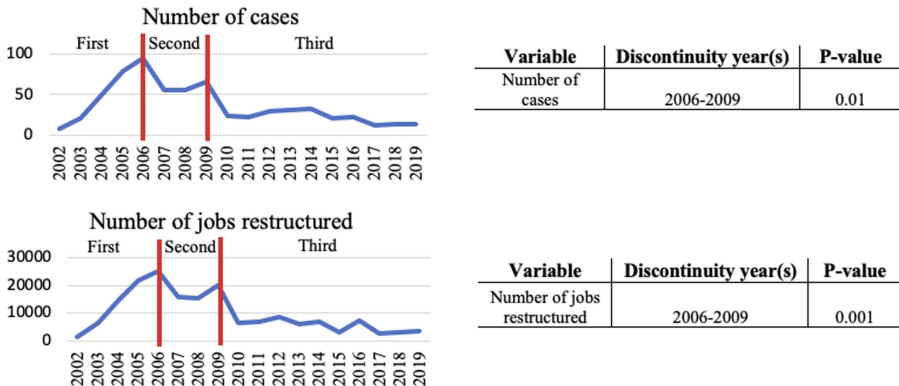 Number of cases
First Second Third
100
50
0
2002 2003 2004 2005 2006 2007 2008 2009 2010 2011 2012 2013 2014 2015 2016 2017 2018 2019
Variable Discontinuity year(s) P-value
Number of
cases 2006-2009 0.01
Number of jobs restructured
First Second Third
30000
20000
10000
0
2002 2003 2004 2005 2006 2007 2008 2009 2010 2011 2012 2013 2014 2015 2016 2017 2018 2019
Variable Discontinuity year(s) P-value
Number of jobs
restructured 2006-2009 0.001